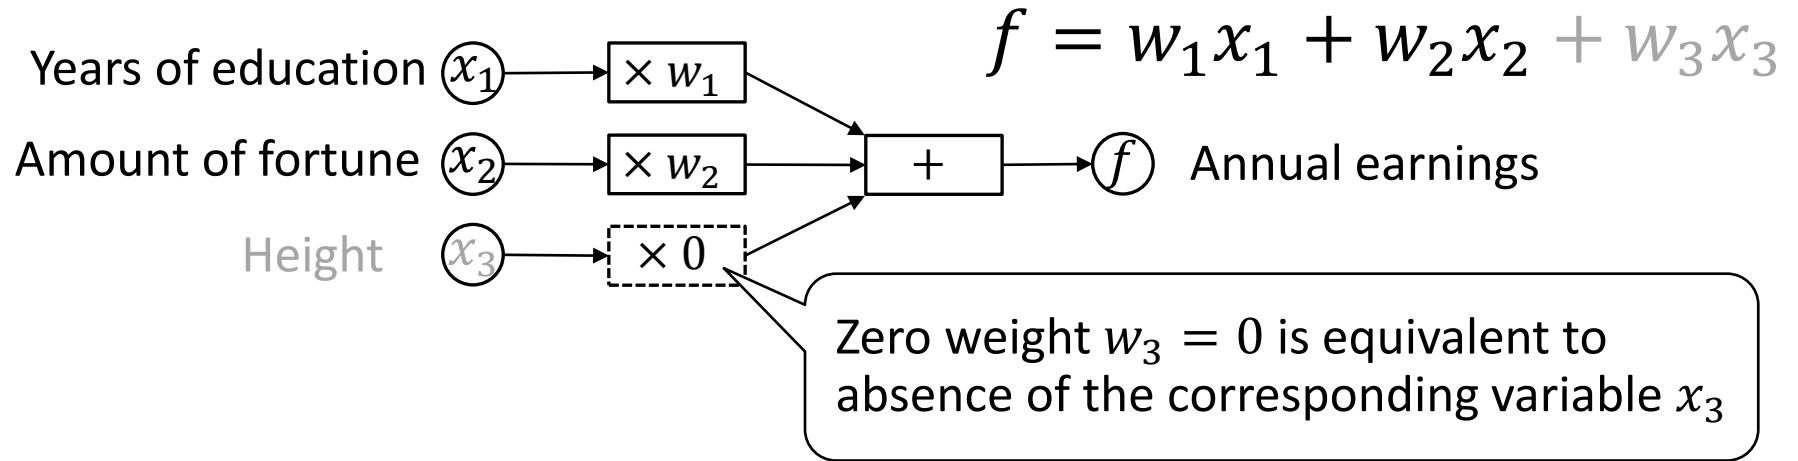 f = w₁x₁ + w₂x₂ + w₃x₃
Years of education x₁ × w₁
Amount of fortune x₂ × w₂ + f Annual earnings
Height x₃ × 0
Zero weight w₃ = 0 is equivalent to
absence of the corresponding variable x₃